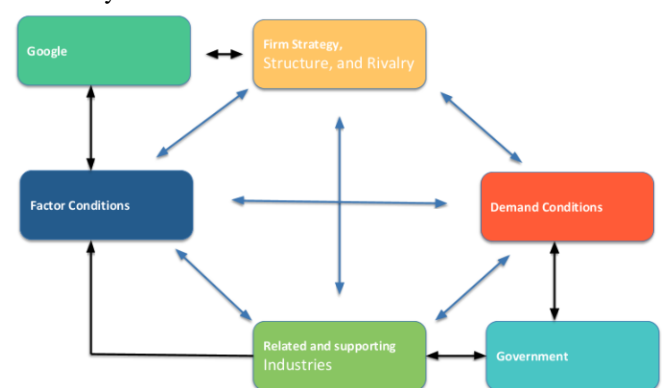 Google
Firm Strategy,
Structure, and Rivalry
Factor Conditions
Demand Conditions
Related and supporting
Industries
Government